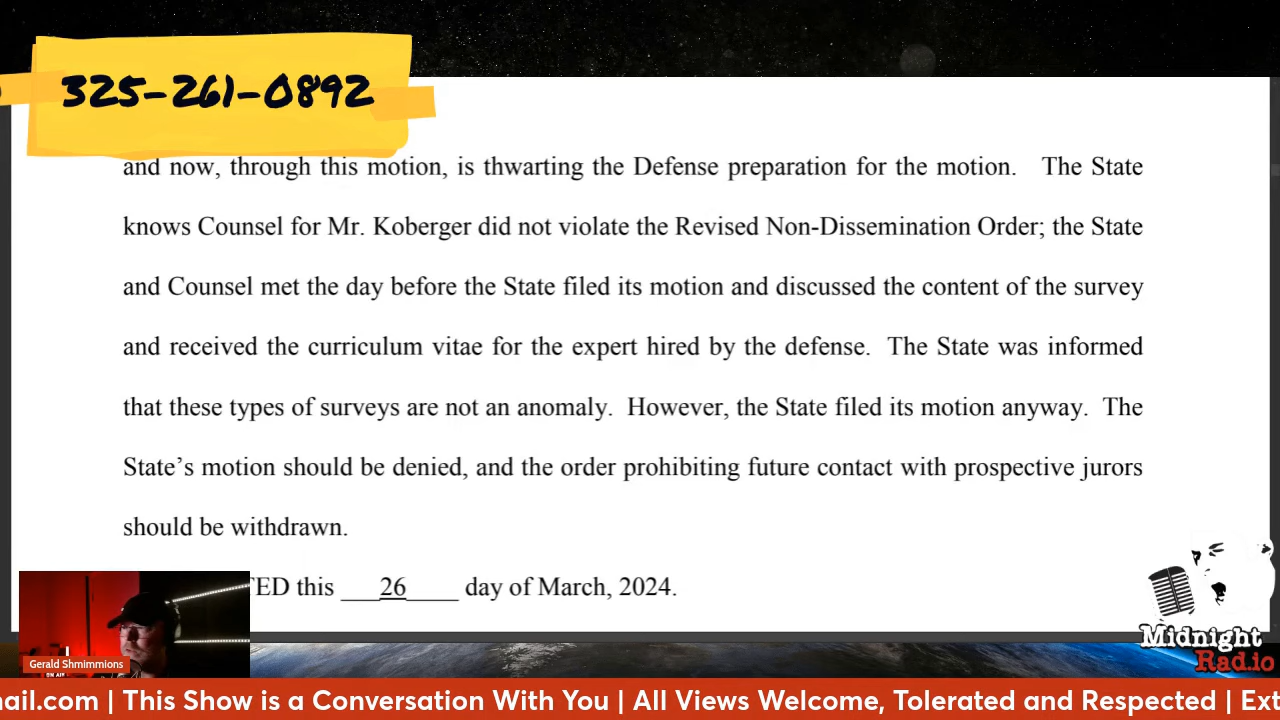 325-261-0892
and now, through this motion, is thwarting the Defense preparation for the motion. The State
knows Counsel for Mr. Koberger did not violate the Revised Non-Dissemination Order; the State
and Counsel met the day before the State filed its motion and discussed the content of the survey
and received the curriculum vitae for the expert hired by the defense. The State was informed
that these types of surveys are not an anomaly. However, the State filed its motion anyway. The
State’s motion should be denied, and the order prohibiting future contact with prospective jurors
should be withdrawn.
TED this ___26____ day of March, 2024.
Gerald Shmimmions
ON AIR
Midnight
Rad.io
ail.com | This Show is a Conversation With You | All Views Welcome, Tolerated and Respected | Ext